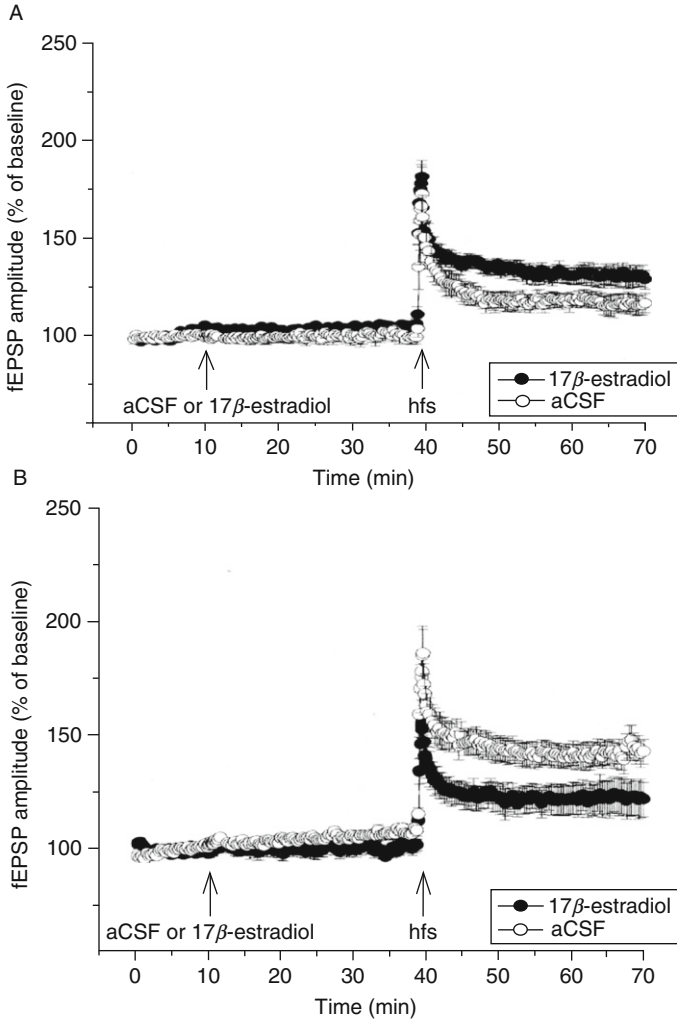 A
250
200
150
100
fEPSP amplitude (% of baseline)
aCSF or 17β-estradiol
hfs
17β-estradiol
aCSF
0 10 20 30 40 50 60 70
Time (min)
B
250
200
150
100
fEPSP amplitude (% of baseline)
aCSF or 17β-estradiol
hfs
17β-estradiol
aCSF
0 10 20 30 40 50 60 70
Time (min)